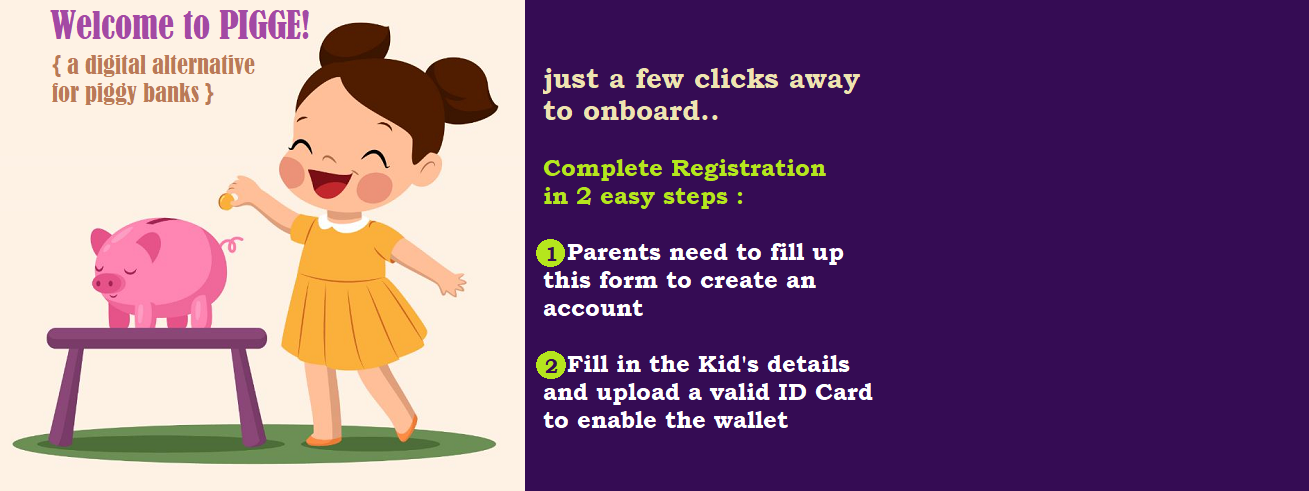 Welcome to PIGGE!
{ a digital alternative
for piggy banks }
just a few clicks away
to onboard..
Complete Registration
in 2 easy steps :
1 Parents need to fill up
this form to create an
account
2 Fill in the Kid's details
and upload a valid ID Card
to enable the wallet